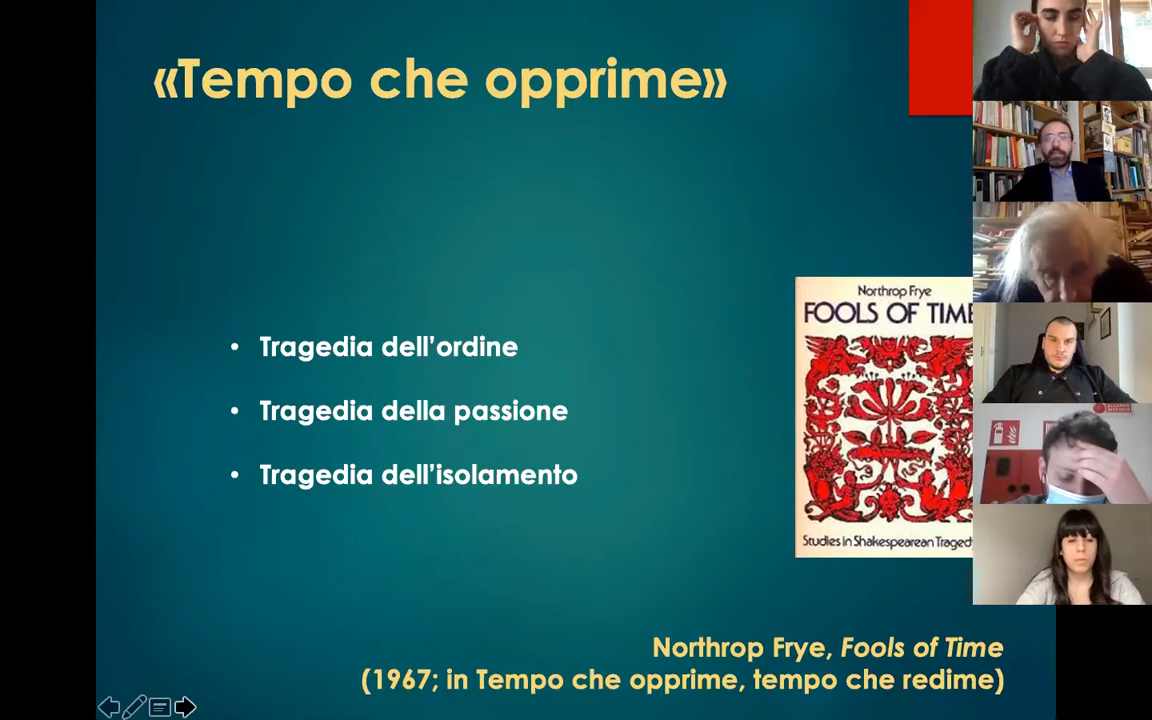 «Tempo che opprime»
• Tragedia dell’ordine
• Tragedia della passione
• Tragedia dell’isolamento
Northrop Frye
FOOLS OF TIME
Studies in Shakespearean Tragedy
Northrop Frye, Fools of Time
(1967; in Tempo che opprime, tempo che redime)